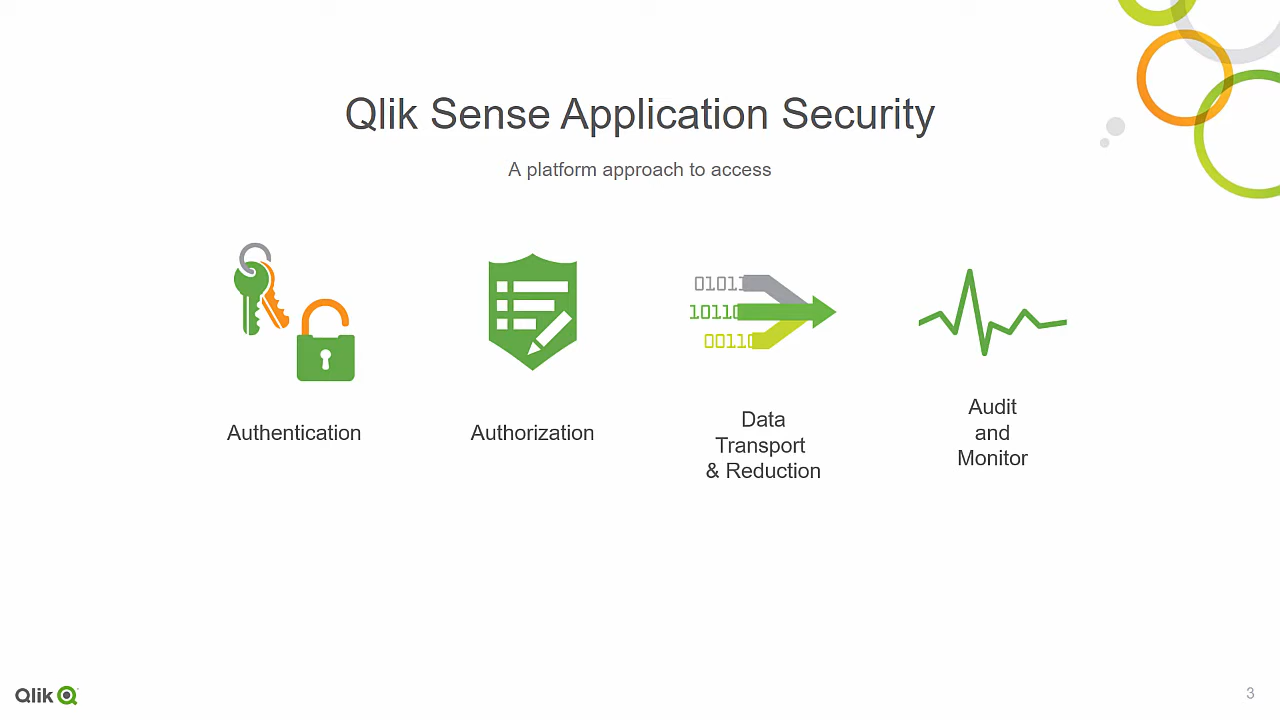 Qlik Sense Application Security
A platform approach to access
01011
10110
00110
Authentication
Authorization
Data
Transport
& Reduction
Audit
and
Monitor
Qlik
3